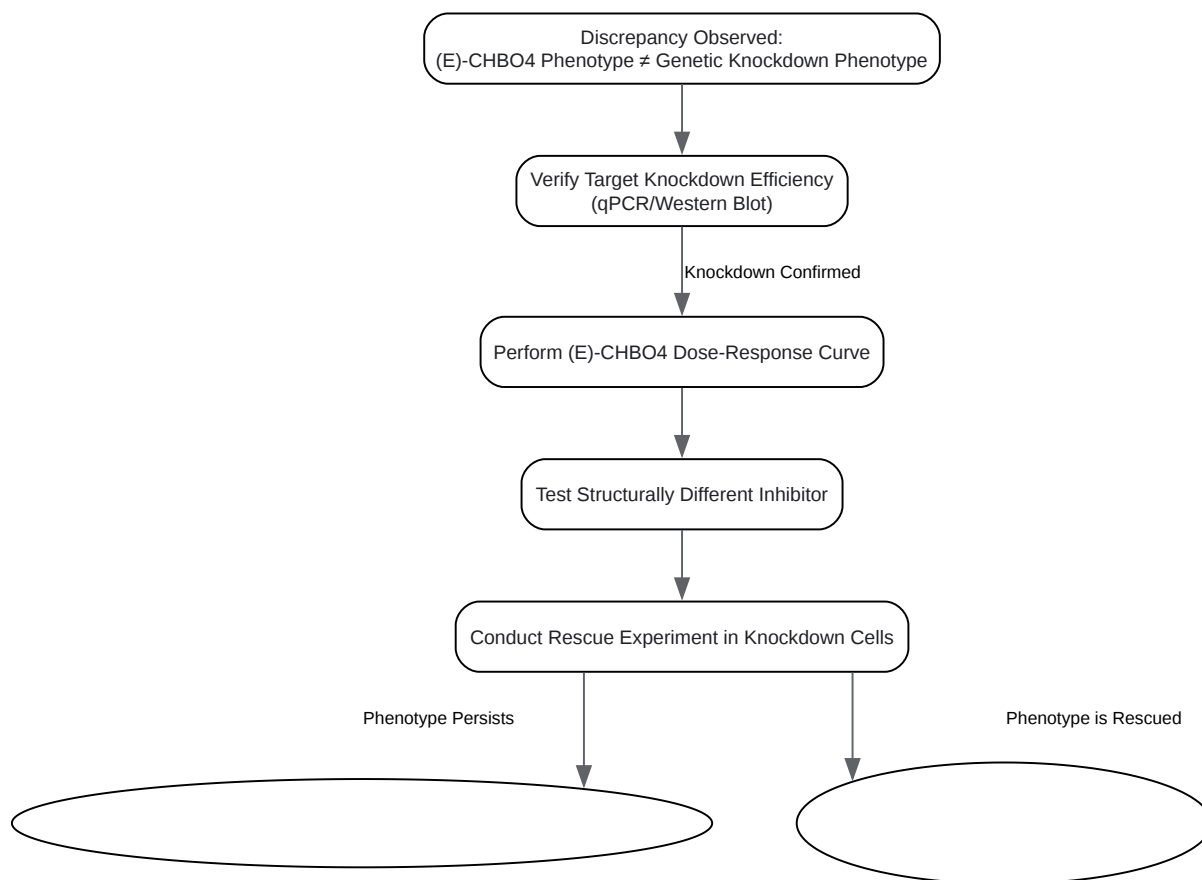 Discrepancy Observed:
(E)-CHBO4 Phenotype ≠ Genetic Knockdown Phenotype
Verify Target Knockdown Efficiency
(qPCR/Western Blot)
Knockdown Confirmed
Perform (E)-CHBO4 Dose-Response Curve
Test Structurally Different Inhibitor
Conduct Rescue Experiment in Knockdown Cells
Phenotype Persists
Phenotype is Rescued